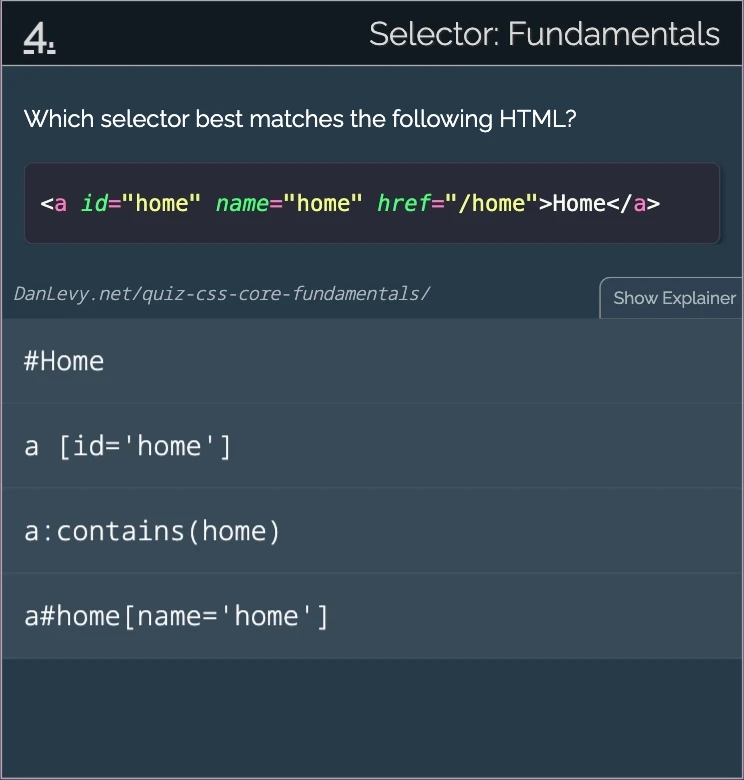 4.
Selector: Fundamentals
Which selector best matches the following HTML?
<a id="home" name="home" href="/home">Home</a>
DanLevy.net/quiz-css-core-fundamentals/
Show Explainer
#Home
a [id='home']
a:contains(home)
a#home[name='home']